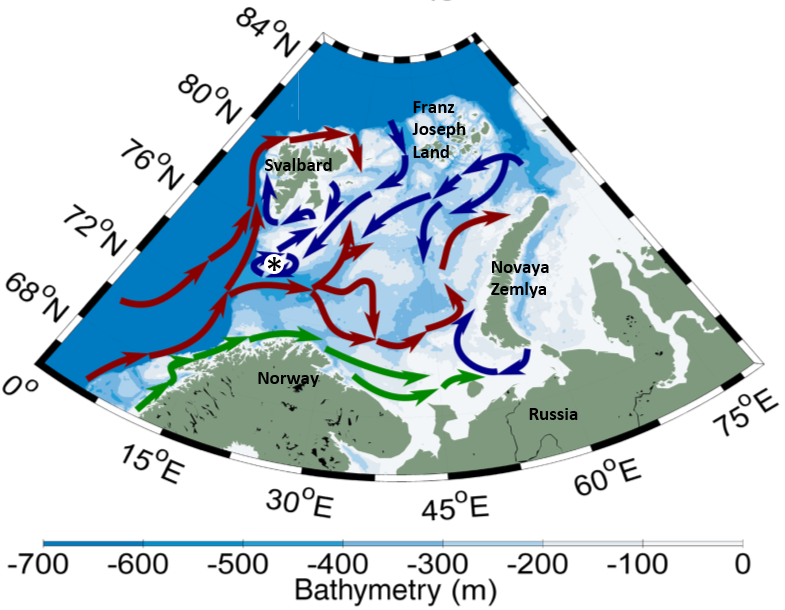 84°N
80°N
76°N
72°N
68°N
0°
15°E
30°E
45°E
60°E
75°E
Franz
Joseph
Land
Svalbard
*
Novaya
Zemlya
Norway
Russia
-700 -600 -500 -400 -300 -200 -100 0
Bathymetry (m)